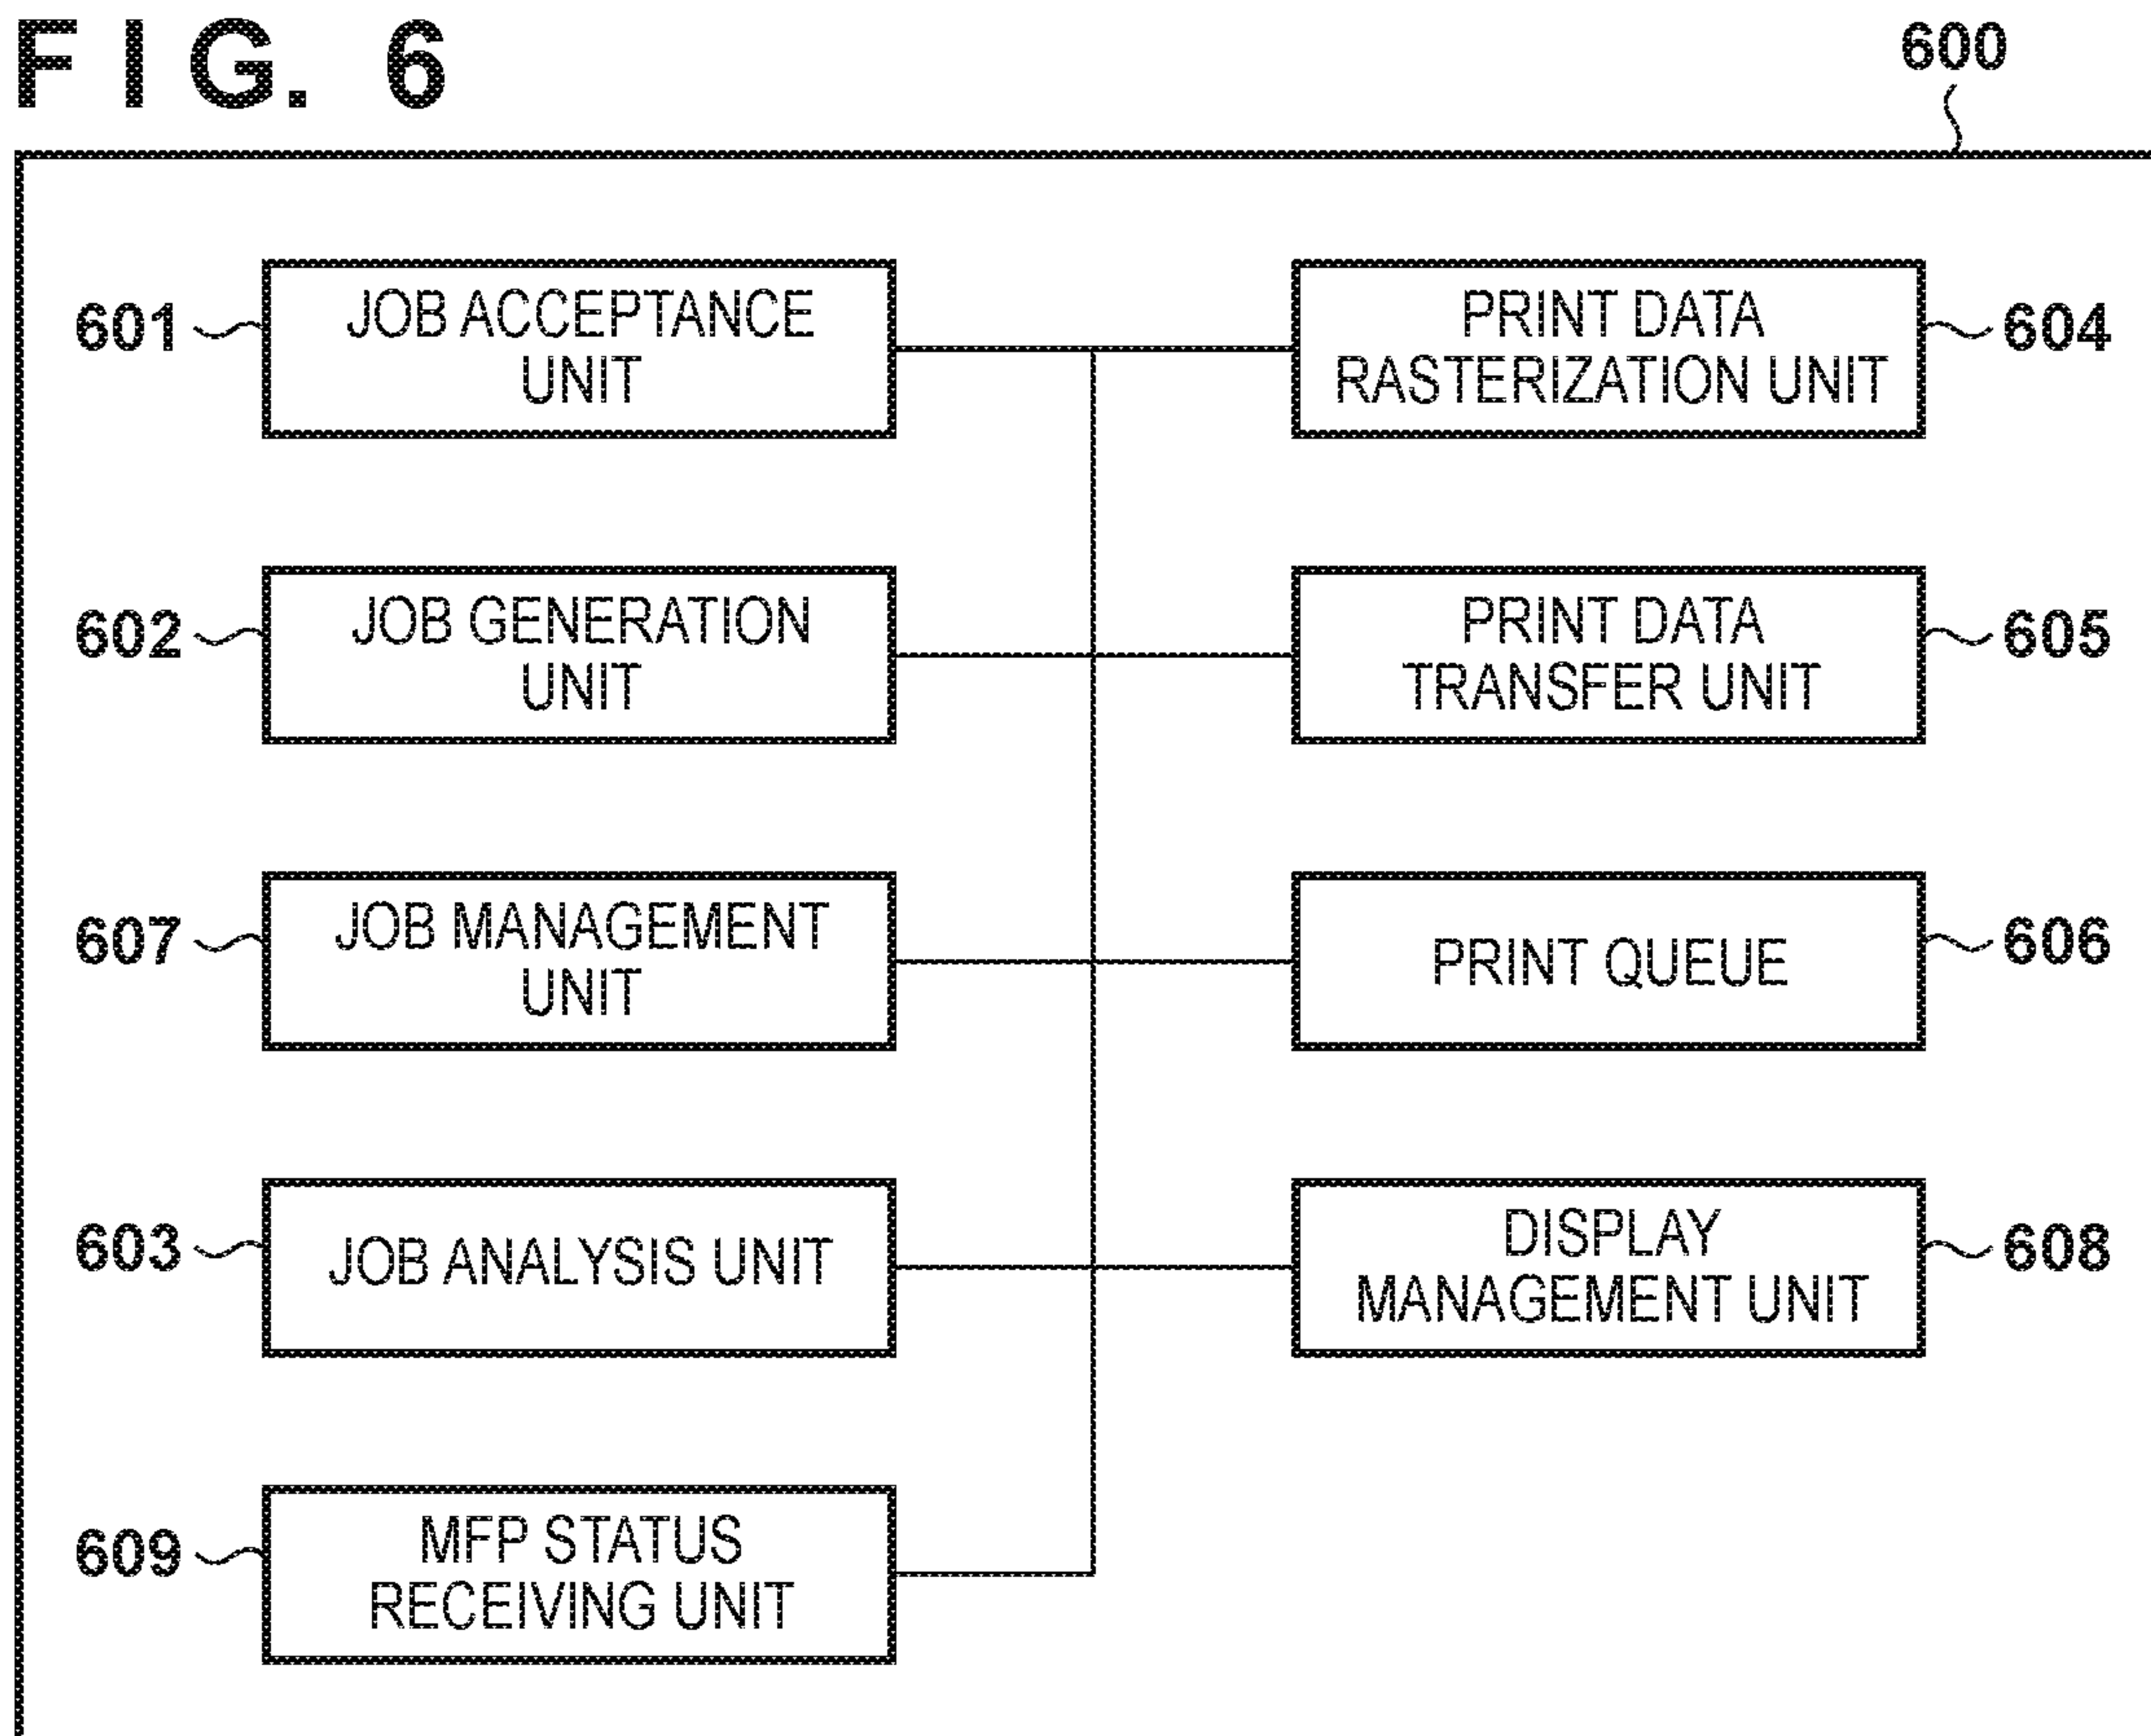 FIG. 6
600
601
JOB ACCEPTANCE
UNIT
PRINT DATA
RASTERIZATION UNIT
604
602
JOB GENERATION
UNIT
PRINT DATA
TRANSFER UNIT
605
607
JOB MANAGEMENT
UNIT
PRINT QUEUE
606
603
JOB ANALYSIS UNIT
DISPLAY
MANAGEMENT UNIT
608
609
MFP STATUS
RECEIVING UNIT